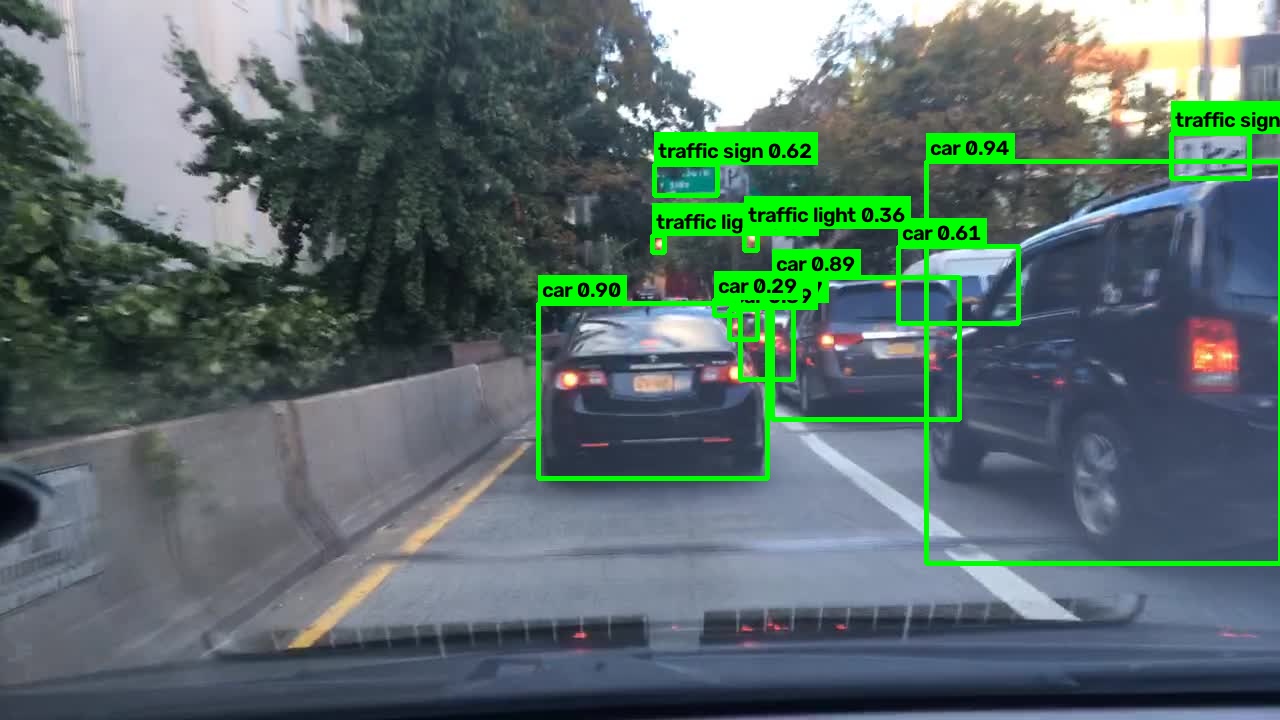 traffic sign
traffic sign 0.62
car 0.94
traffic lig
traffic light 0.36
car 0.61
car 0.89
car 0.90
car 0.29